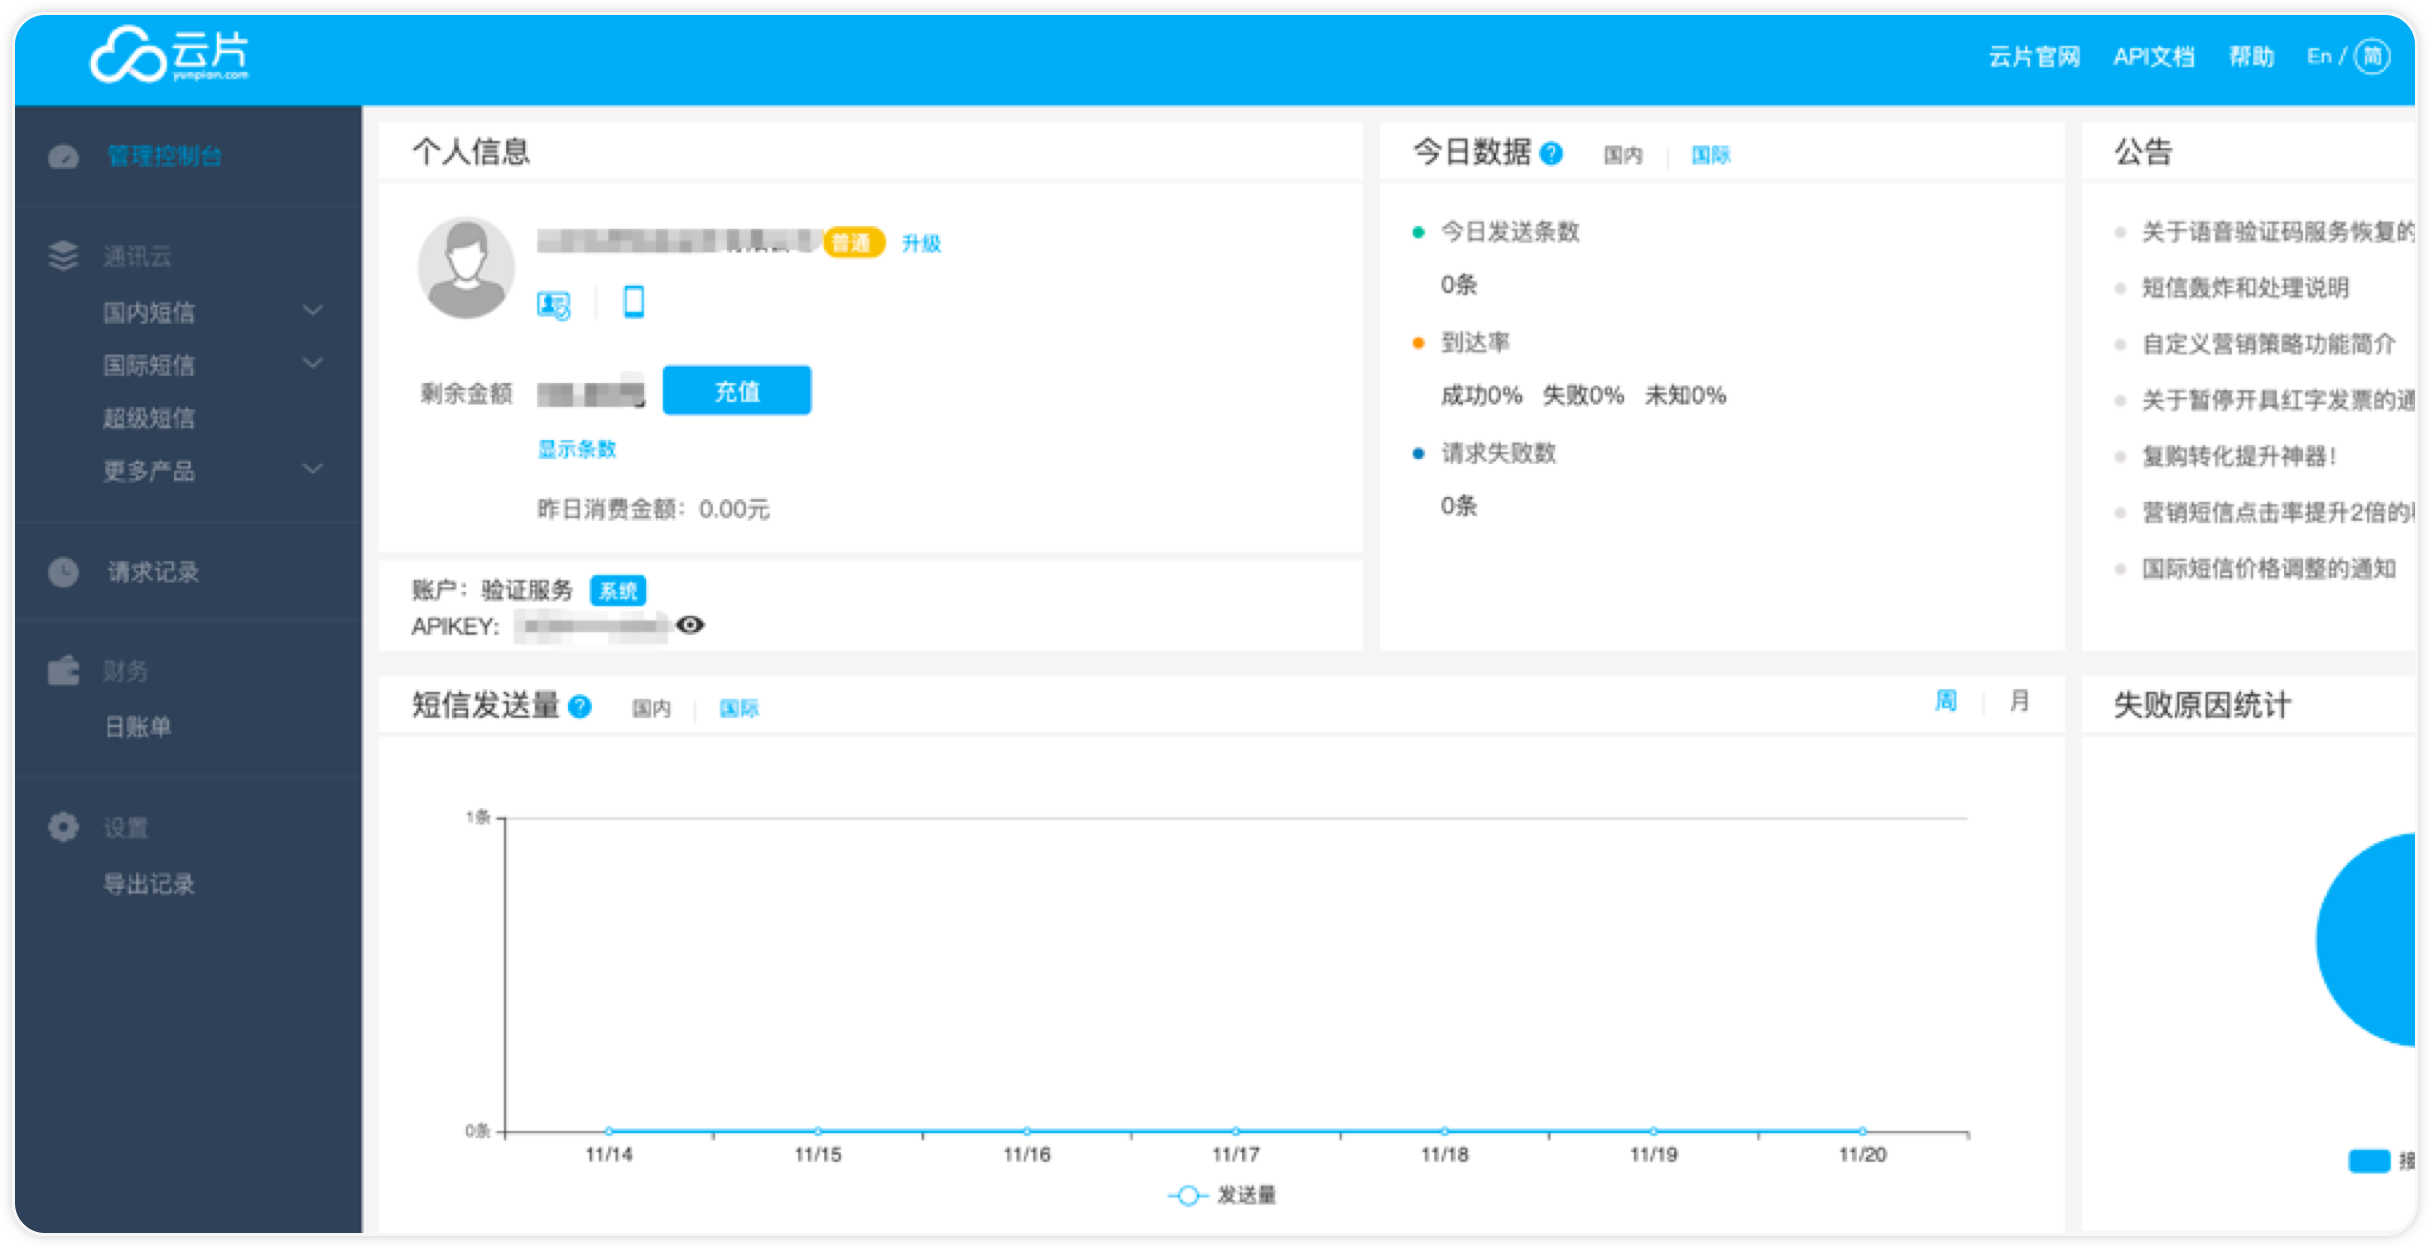 云片
yunpian.com
云片官网 API文档 帮助 En / 简
管理控制台
通讯云
国内短信
国际短信
超级短信
更多产品
请求记录
财务
日账单
设置
导出记录
个人信息
普通 升级
剩余金额 充值
显示条数
昨日消费金额：0.00元
账户：验证服务 系统
APIKEY:
今日数据 ? 国内 国际
今日发送条数
0条
到达率
成功0% 失败0% 未知0%
请求失败数
0条
公告
关于语音验证码服务恢复的
短信轰炸和处理说明
自定义营销策略功能简介
关于暂停开具红字发票的通
复购转化提升神器！
营销短信点击率提升2倍的
国际短信价格调整的通知
短信发送量 ? 国内 国际 周 月
1条
0条
11/14 11/15 11/16 11/17 11/18 11/19 11/20
发送量
失败原因统计
接